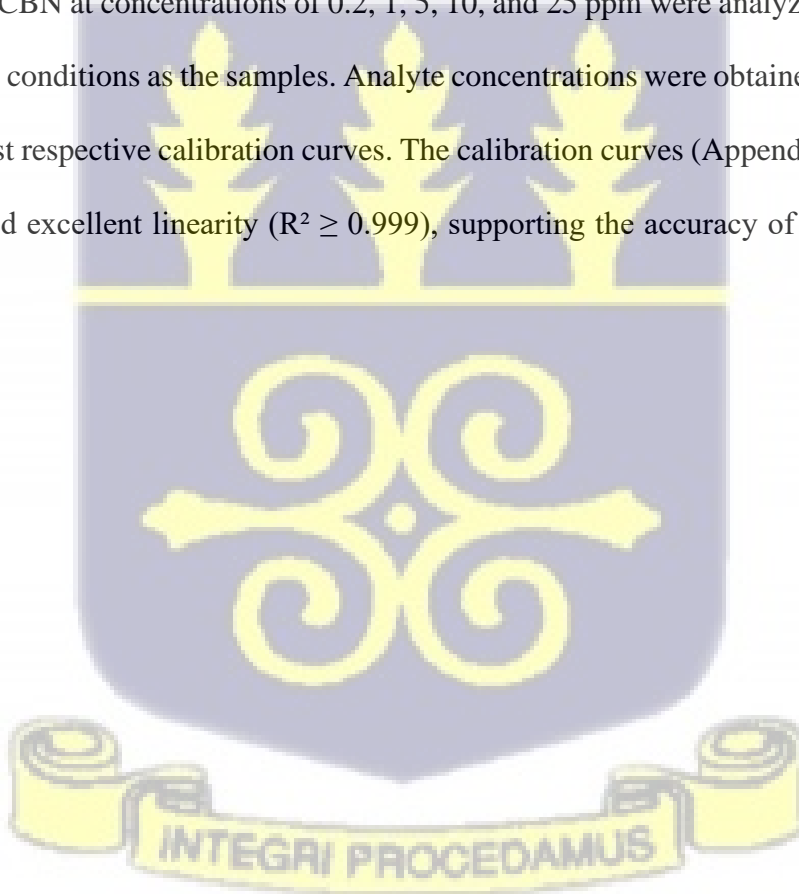 CBN at concentrations of 0.2, 1, 5, 10, and 25 ppm were analyz
conditions as the samples. Analyte concentrations were obtaine
st respective calibration curves. The calibration curves (Append
d excellent linearity (R² ≥ 0.999), supporting the accuracy of
INTEGRI PROCEDAMUS